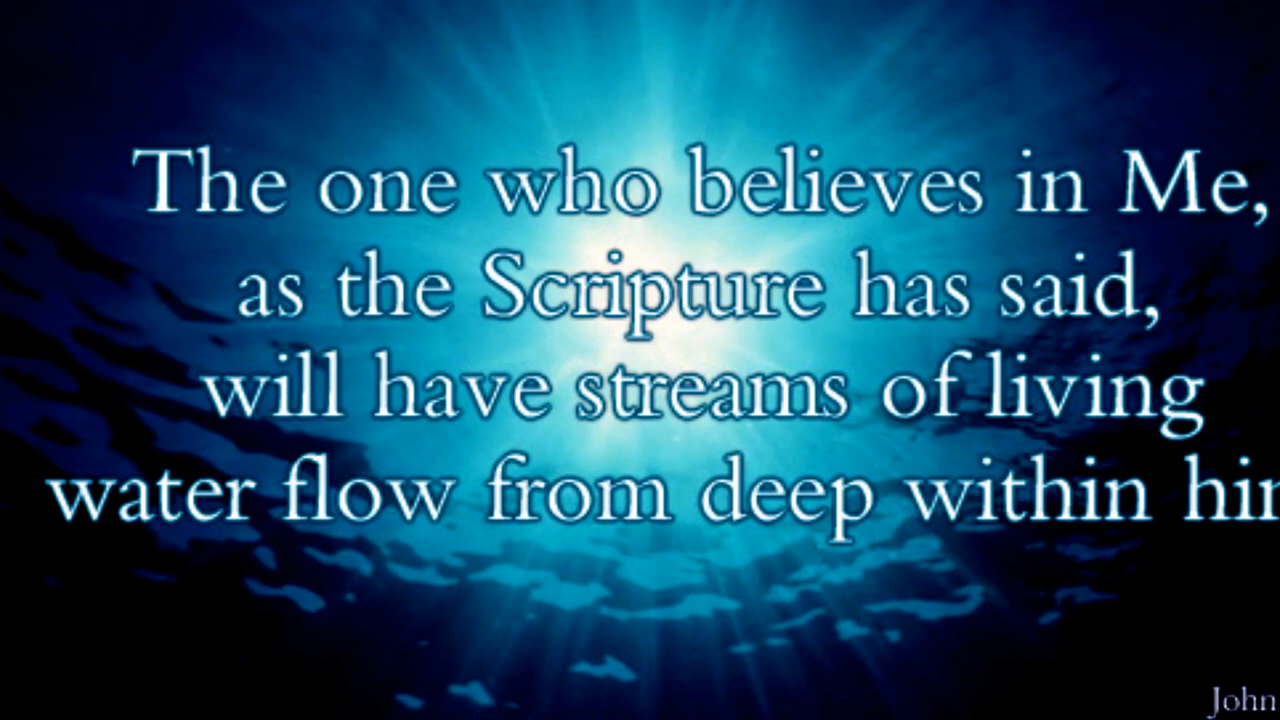 The one who believes in Me,
as the Scripture has said,
will have streams of living
water flow from deep within
John